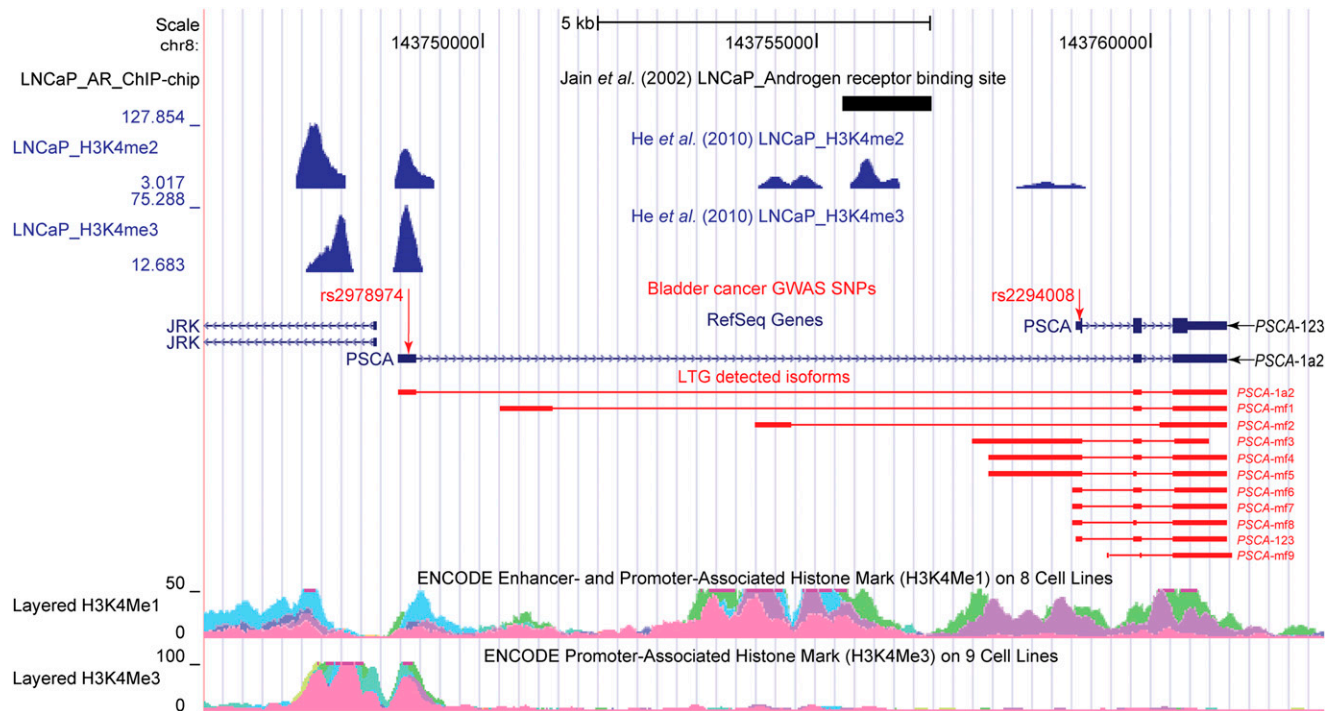 Scale
5 kb
chr8:
143750000
143755000
143760000
LNCaP_AR_ChIP-chip
Jain et al. (2002) LNCaP_Androgen receptor binding site
127.854
LNCaP_H3K4me2
He et al. (2010) LNCaP_H3K4me2
3.017
75.288
LNCaP_H3K4me3
He et al. (2010) LNCaP_H3K4me3
12.683
Bladder cancer GWAS SNPs
rs2978974
rs2294008
RefSeq Genes
JRK
PSCA
PSCA-123
JRK
PSCA
PSCA-1a2
LTG detected isoforms
PSCA-1a2
PSCA-mf1
PSCA-mf2
PSCA-mf3
PSCA-mf4
PSCA-mf5
PSCA-mf6
PSCA-mf7
PSCA-mf8
PSCA-123
PSCA-mf9
ENCODE Enhancer- and Promoter-Associated Histone Mark (H3K4Me1) on 8 Cell Lines
50
Layered H3K4Me1
0
ENCODE Promoter-Associated Histone Mark (H3K4Me3) on 9 Cell Lines
100
Layered H3K4Me3
0